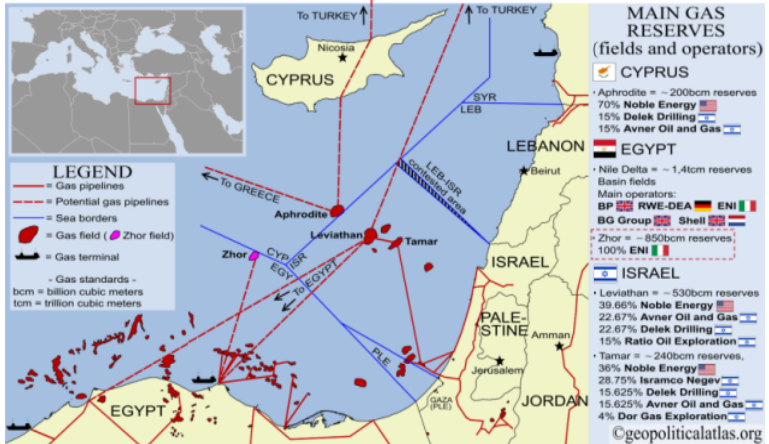 To TURKEY
To TURKEY
Nicosia
CYPRUS
SYR
LEB
LEBANON
Beirut
LEB-ISR
contested area
To GREECE
Aphrodite
Leviathan
Tamar
Zhor
CYP
ISR
EGY
To EGYPT
ISRAEL
PALE-
STINE
Amman
Jerusalem
PLE
GAZA
(PLE)
JORDAN
EGYPT
LEGEND
= Gas pipelines
= Potential gas pipelines
= Sea borders
= Gas field ( Zhor field)
= Gas terminal
- Gas standards -
bcm = billion cubic meters
tcm = trillion cubic meters
MAIN GAS
RESERVES
(fields and operators)
CYPRUS
· Aphrodite = ~200bcm reserves
70% Noble Energy
15% Delek Drilling
15% Avner Oil and Gas
EGYPT
· Nile Delta = ~1,4tcm reserves
Basin fields
Main operators:
BP RWE-DEA ENI
BG Group Shell
· Zhor = ~850bcm reserves
100% ENI
ISRAEL
· Leviathan = ~530bcm reserves
39.66% Noble Energy
22.67% Avner Oil and Gas
22.67% Delek Drilling
15% Ratio Oil Exploration
· Tamar = ~240bcm reserves,
36% Noble Energy
28.75% Isramco Negev
15.625% Delek Drilling
15.625% Avner Oil and Gas
4% Dor Gas Exploration
©geopoliticalatlas.org